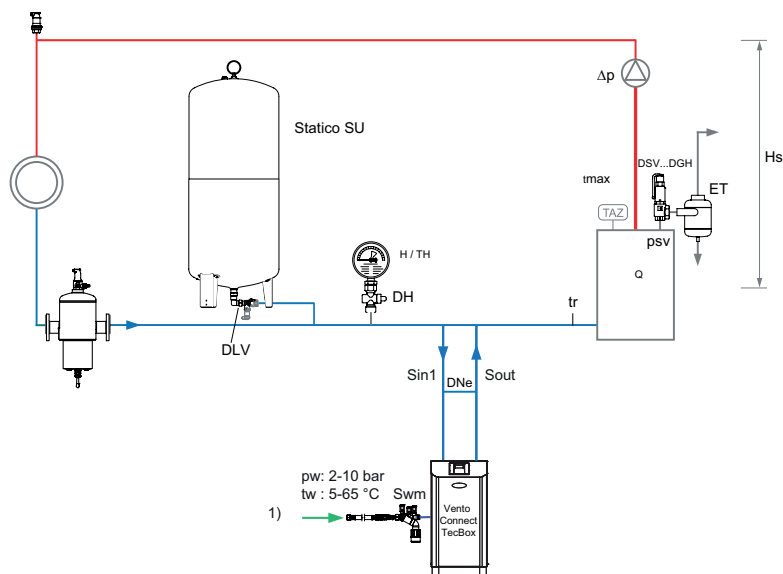 Δp
Statico SU
Hs
DSV...DGH
tmax
ET
TAZ
psv
H / TH
Q
DH
tr
DLV
Sin1
Sout
DNe
pw: 2-10 bar
tw : 5-65 °C
Swm
1)
Vento
Connect
TecBox